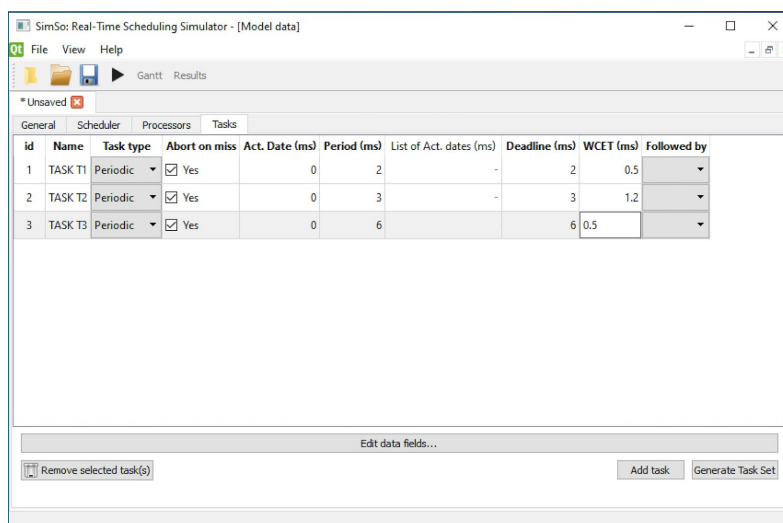 SimSo: Real-Time Scheduling Simulator - [Model data]
Qt File View Help
Gantt Results
* Unsaved
General Scheduler Processors Tasks
id Name Task type Abort on miss Act. Date (ms) Period (ms) List of Act. dates (ms) Deadline (ms) WCET (ms) Followed by
1 TASK T1 Periodic Yes 0 2 - 2 0.5
2 TASK T2 Periodic Yes 0 3 - 3 1.2
3 TASK T3 Periodic Yes 0 6 6 0.5
Edit data fields...
Remove selected task(s) Add task Generate Task Set